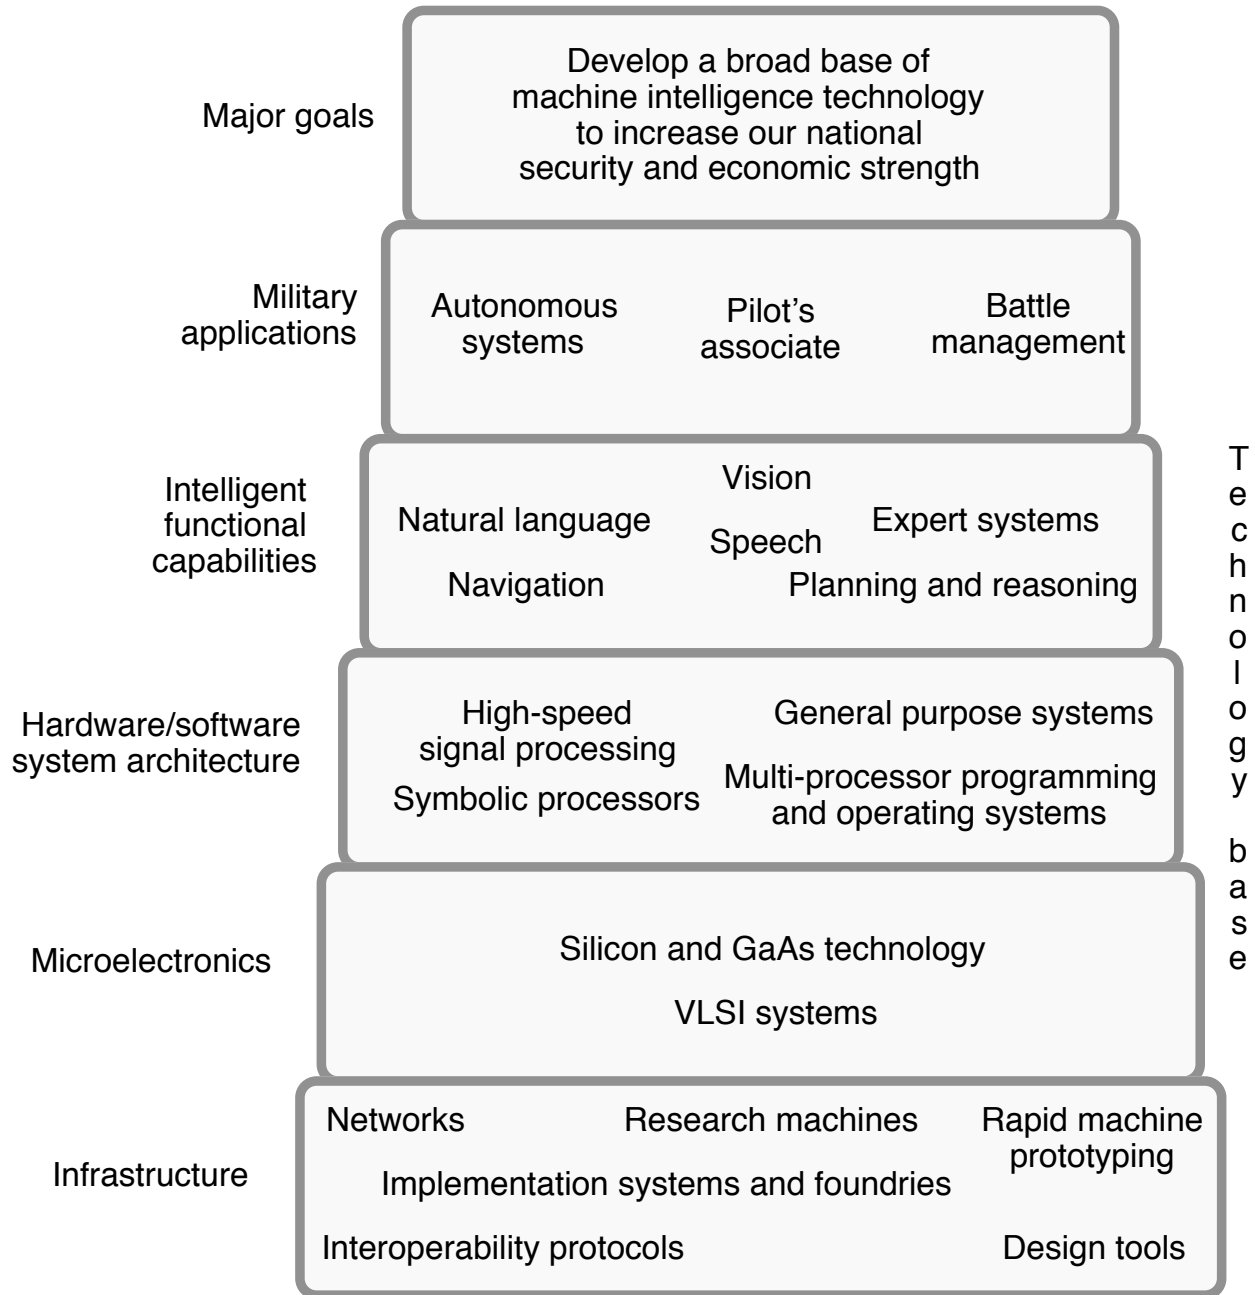 Major goals
Develop a broad base of
machine intelligence technology
to increase our national
security and economic strength
Military
applications
Autonomous
systems
Pilot’s
associate
Battle
management
Intelligent
functional
capabilities
Vision
Natural language
Expert systems
Speech
Navigation
Planning and reasoning
Hardware/software
system architecture
High-speed
signal processing
General purpose systems
Symbolic processors
Multi-processor programming
and operating systems
Microelectronics
Silicon and GaAs technology
VLSI systems
Infrastructure
Networks
Research machines
Rapid machine
prototyping
Implementation systems and foundries
Interoperability protocols
Design tools
Technology base